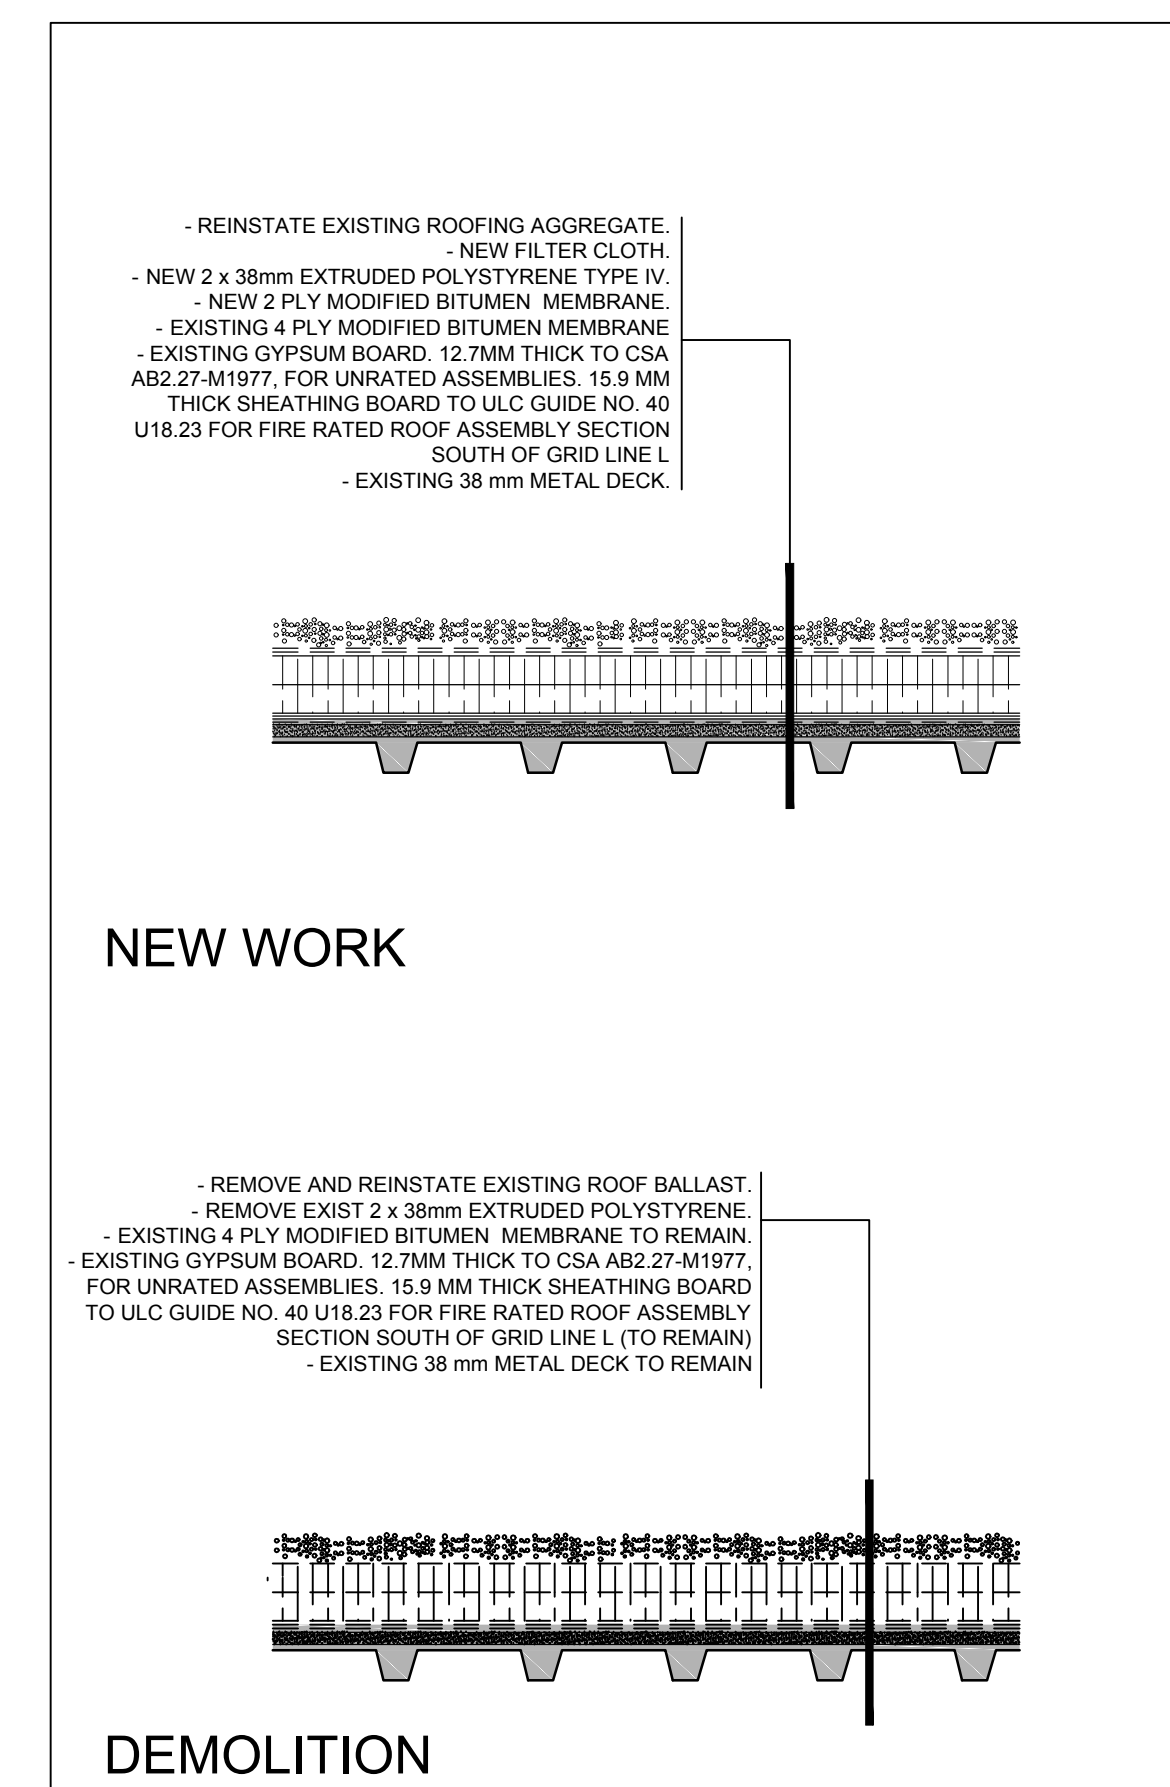 - REINSTATE EXISTING ROOFING AGGREGATE.
- NEW FILTER CLOTH.
- NEW 2 x 38mm EXTRUDED POLYSTYRENE TYPE IV.
- NEW 2 PLY MODIFIED BITUMEN MEMBRANE.
- EXISTING 4 PLY MODIFIED BITUMEN MEMBRANE
- EXISTING GYPSUM BOARD. 12.7MM THICK TO CSA
AB2.27-M1977, FOR UNRATED ASSEMBLIES. 15.9 MM
THICK SHEATHING BOARD TO ULC GUIDE NO. 40
U18.23 FOR FIRE RATED ROOF ASSEMBLY SECTION
SOUTH OF GRID LINE L
- EXISTING 38 mm METAL DECK.
NEW WORK
- REMOVE AND REINSTATE EXISTING ROOF BALLAST.
- REMOVE EXIST 2 x 38mm EXTRUDED POLYSTYRENE.
- EXISTING 4 PLY MODIFIED BITUMEN MEMBRANE TO REMAIN.
- EXISTING GYPSUM BOARD. 12.7MM THICK TO CSA AB2.27-M1977,
FOR UNRATED ASSEMBLIES. 15.9 MM THICK SHEATHING BOARD
TO ULC GUIDE NO. 40 U18.23 FOR FIRE RATED ROOF ASSEMBLY
SECTION SOUTH OF GRID LINE L (TO REMAIN)
- EXISTING 38 mm METAL DECK TO REMAIN
DEMOLITION